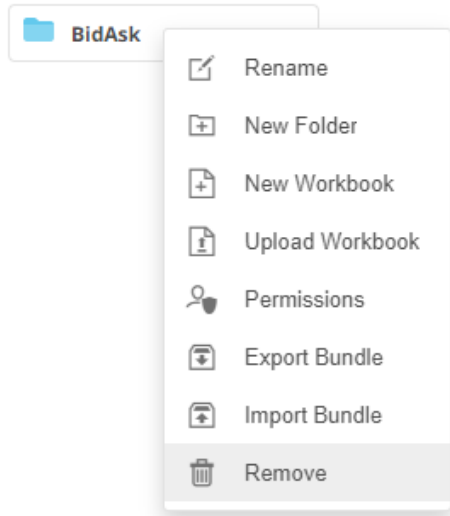 BidAsk
Rename
New Folder
New Workbook
Upload Workbook
Permissions
Export Bundle
Import Bundle
Remove